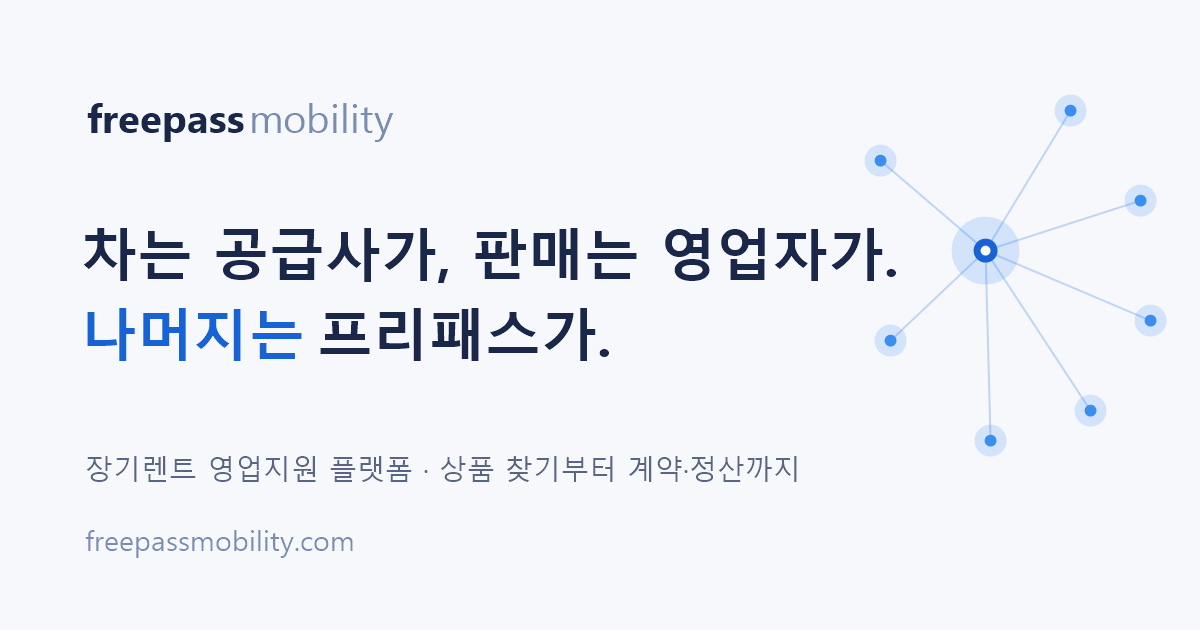 freepass mobility
차는 공급사가, 판매는 영업자가.
나머지는 프리패스가.
장기렌트 영업지원 플랫폼 · 상품 찾기부터 계약·정산까지
freepassmobility.com